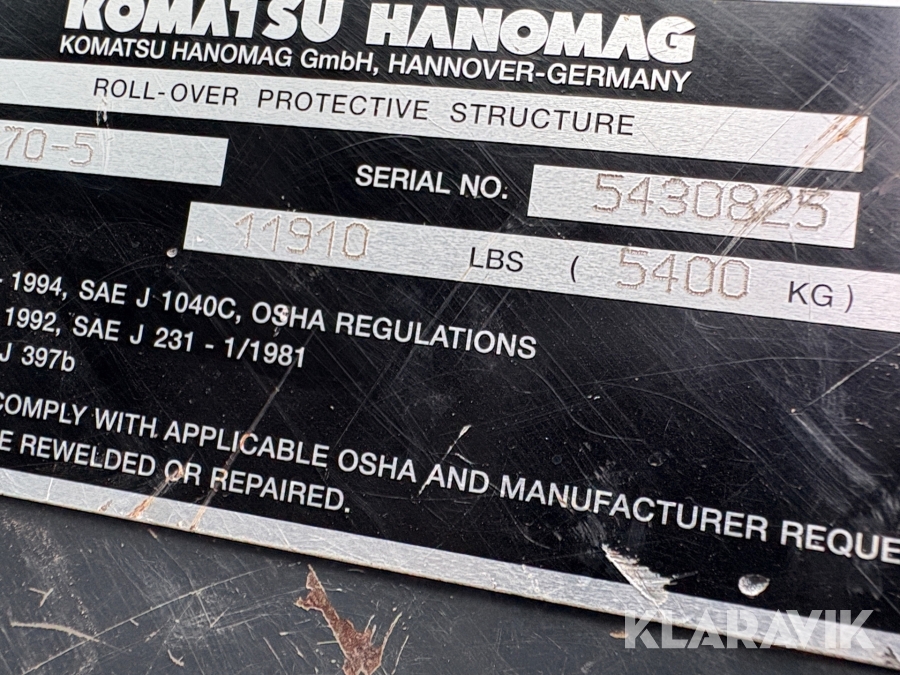 KOMATSU HANOMAG
KOMATSU HANOMAG GmbH, HANNOVER-GERMANY
ROLL-OVER PROTECTIVE STRUCTURE
70-5
SERIAL NO. 5430825
11910 LBS ( 5400 KG )
- 1994, SAE J 1040C, OSHA REGULATIONS
1992, SAE J 231 - 1/1981
J 397b
COMPLY WITH APPLICABLE OSHA AND MANUFACTURER REQUE
E REWELDED OR REPAIRED.
KLARAVIK